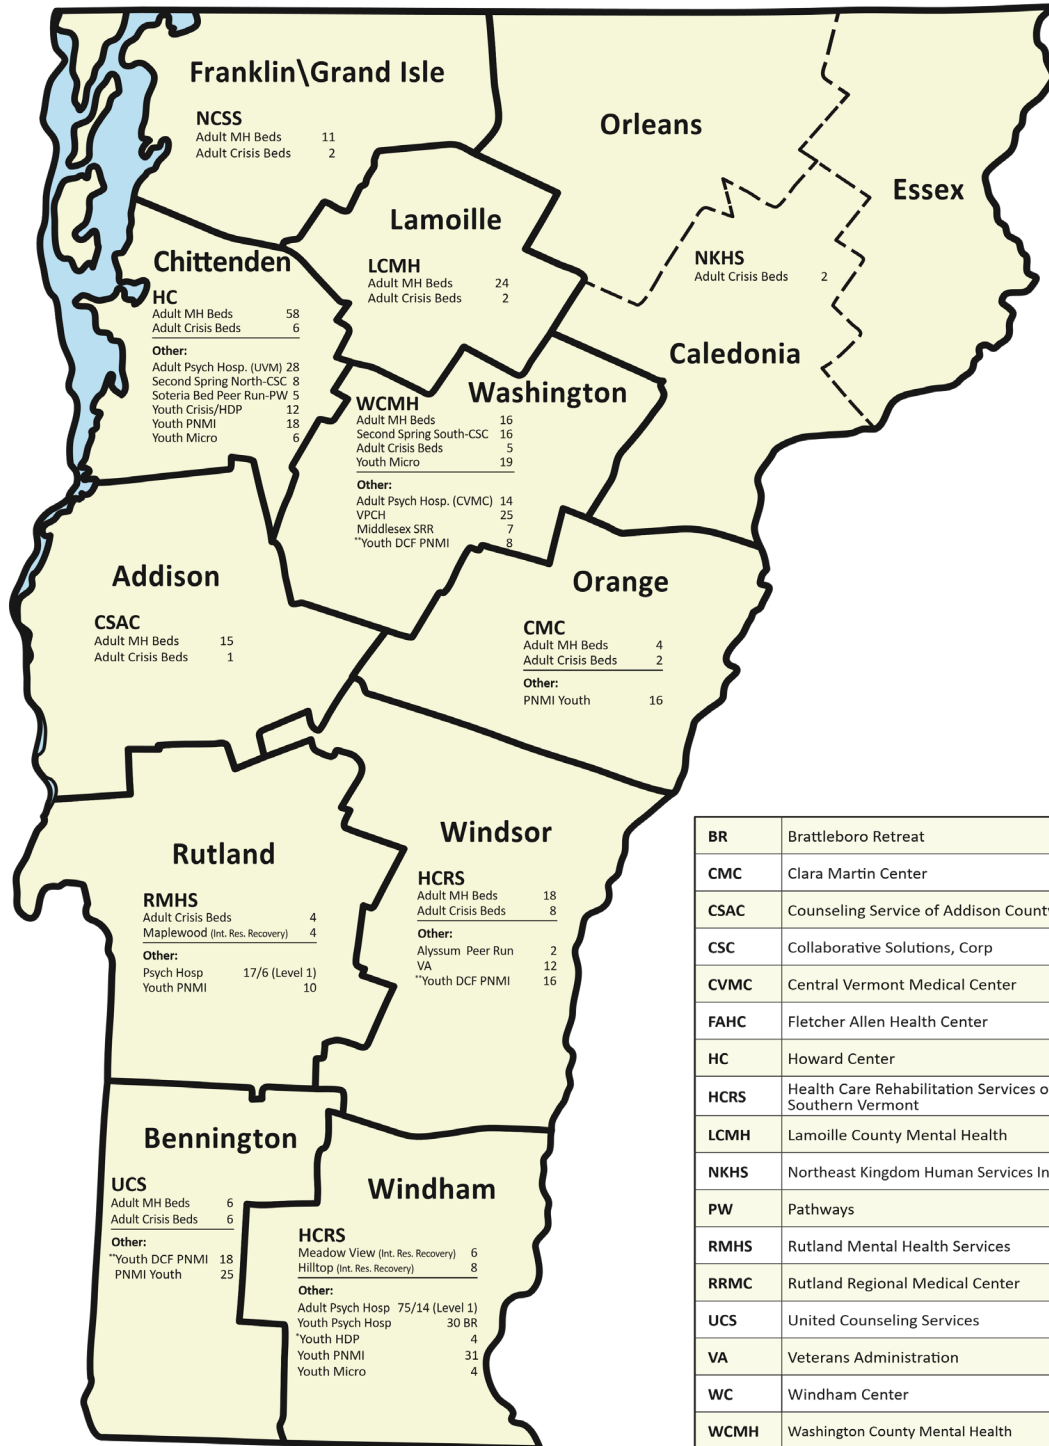 Franklin\Grand Isle
NCSS
Adult MH Beds 11
Adult Crisis Beds 2
Orleans
Essex
Lamoille
LCMH
Adult MH Beds 24
Adult Crisis Beds 2
NKHS
Adult Crisis Beds 2
Caledonia
Chittenden
HC
Adult MH Beds 58
Adult Crisis Beds 6
Other:
Adult Psych Hosp. (UVM) 28
Second Spring North-CSC 8
Soteria Bed Peer Run-PW 5
Youth Crisis/HDP 12
Youth PNMI 18
Youth Micro 6
Washington
WCMH
Adult MH Beds 16
Second Spring South-CSC 16
Adult Crisis Beds 5
Youth Micro 19
Other:
Adult Psych Hosp. (CVMC) 14
VPCH 25
Middlesex SRR 7
**Youth DCF PNMI 8
Addison
CSAC
Adult MH Beds 15
Adult Crisis Beds 1
Orange
CMC
Adult MH Beds 4
Adult Crisis Beds 2
Other:
PNMI Youth 16
Rutland
RMHS
Adult Crisis Beds 4
Maplewood (Int. Res. Recovery) 4
Other:
Psych Hosp 17/6 (Level 1)
Youth PNMI 10
Windsor
HCRS
Adult MH Beds 18
Adult Crisis Beds 8
Other:
Alyssum Peer Run 2
VA 12
**Youth DCF PNMI 16
Bennington
UCS
Adult MH Beds 6
Adult Crisis Beds 6
Other:
**Youth DCF PNMI 18
PNMI Youth 25
Windham
HCRS
Meadow View (Int. Res. Recovery) 6
Hilltop (Int. Res. Recovery) 8
Other:
Adult Psych Hosp 75/14 (Level 1)
Youth Psych Hosp 30 BR
*Youth HDP 4
Youth PNMI 31
Youth Micro 4
BR Brattleboro Retreat
CMC Clara Martin Center
CSAC Counseling Service of Addison County
CSC Collaborative Solutions, Corp
CVMC Central Vermont Medical Center
FAHC Fletcher Allen Health Center
HC Howard Center
HCRS Health Care Rehabilitation Services o
Southern Vermont
LCMH Lamoille County Mental Health
NKHS Northeast Kingdom Human Services In
PW Pathways
RMHS Rutland Mental Health Services
RRMC Rutland Regional Medical Center
UCS United Counseling Services
VA Veterans Administration
WC Windham Center
WCMH Washington County Mental Health